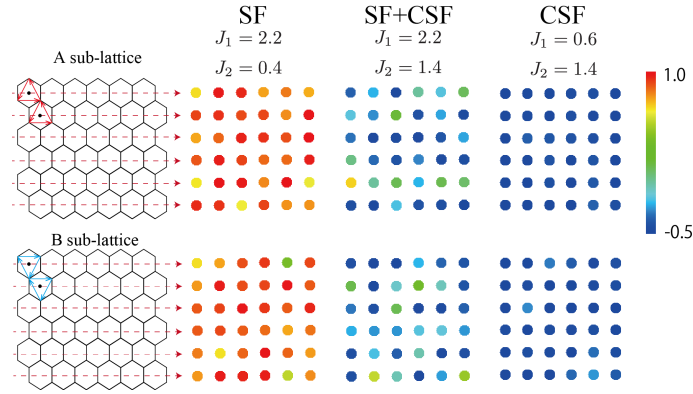 SF
SF+CSF
CSF
J₁ = 2.2
J₁ = 2.2
J₁ = 0.6
A sub-lattice
J₂ = 0.4
J₂ = 1.4
J₂ = 1.4
1.0
-0.5
B sub-lattice